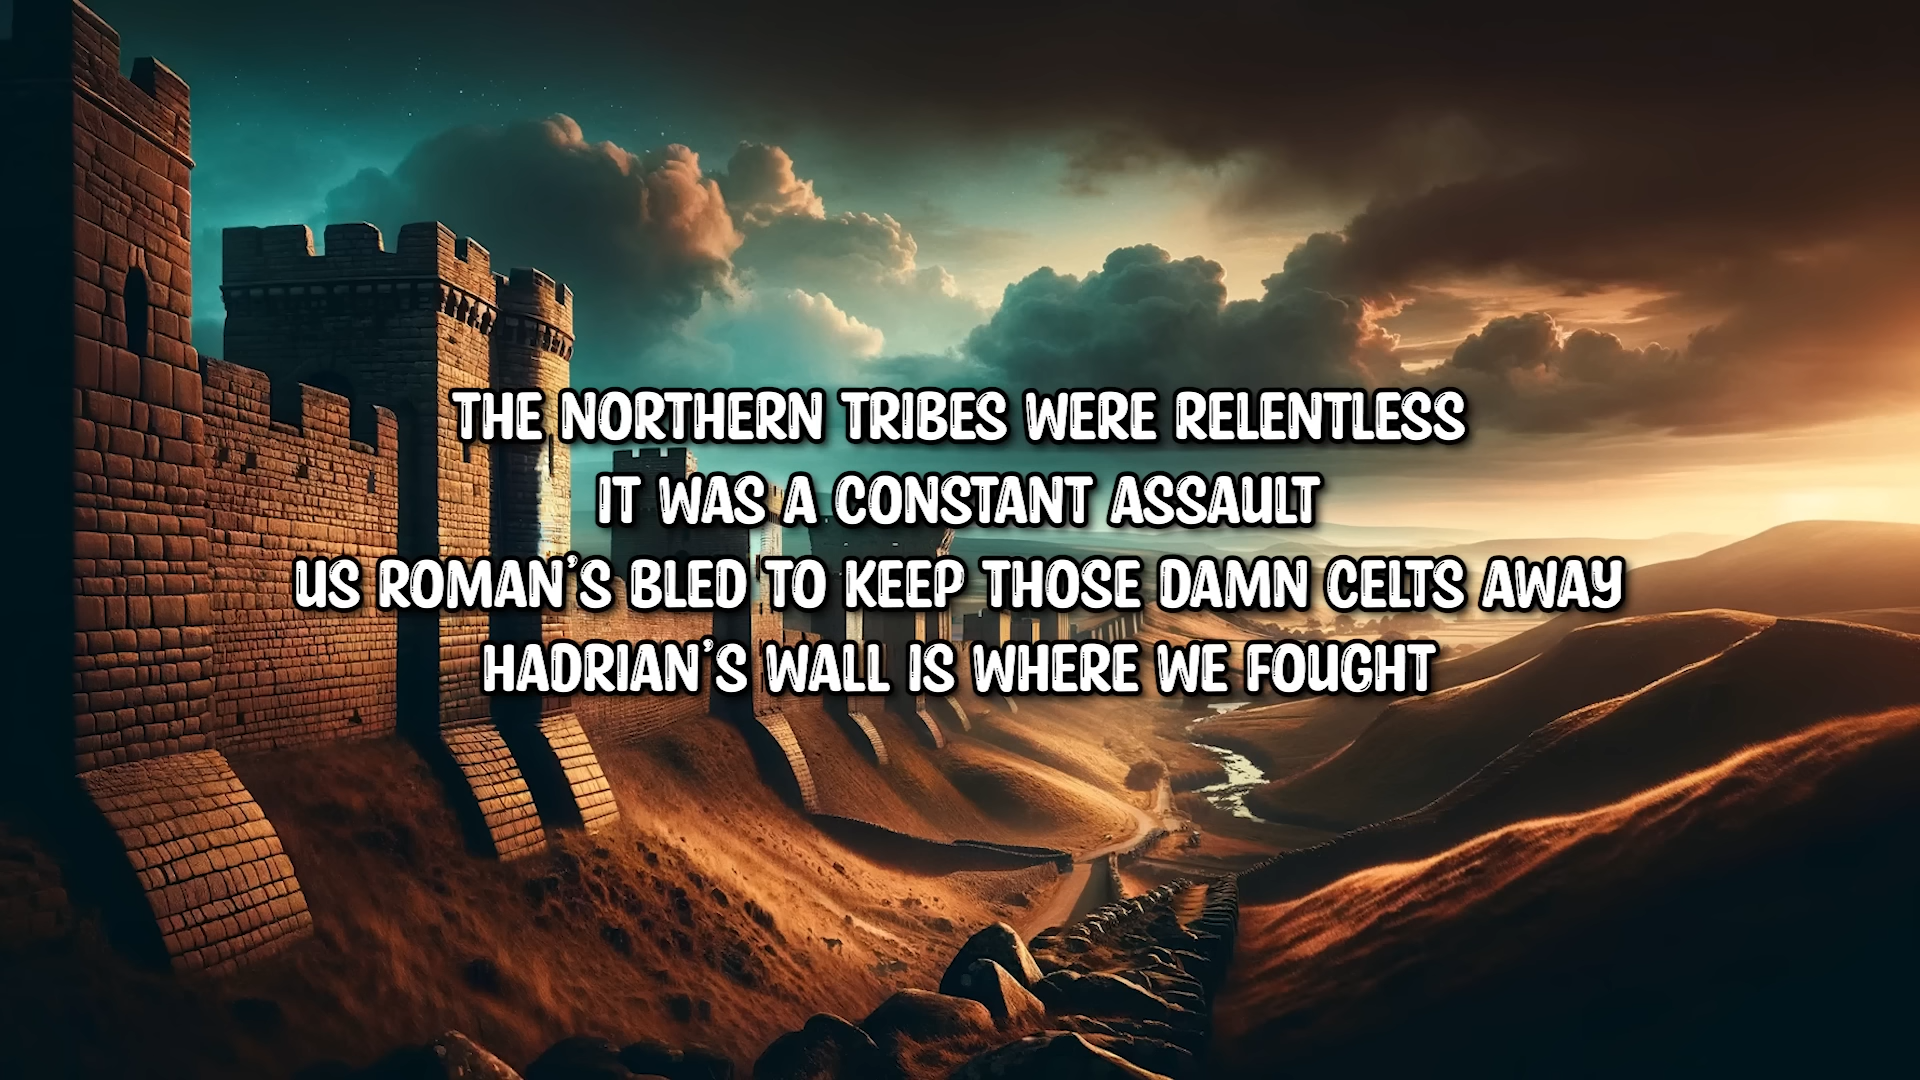 THE NORTHERN TRIBES WERE RELENTLESS
IT WAS A CONSTANT ASSAULT
US ROMAN'S BLED TO KEEP THOSE DAMN CELTS AWAY
HADRIAN'S WALL IS WHERE WE FOUGHT